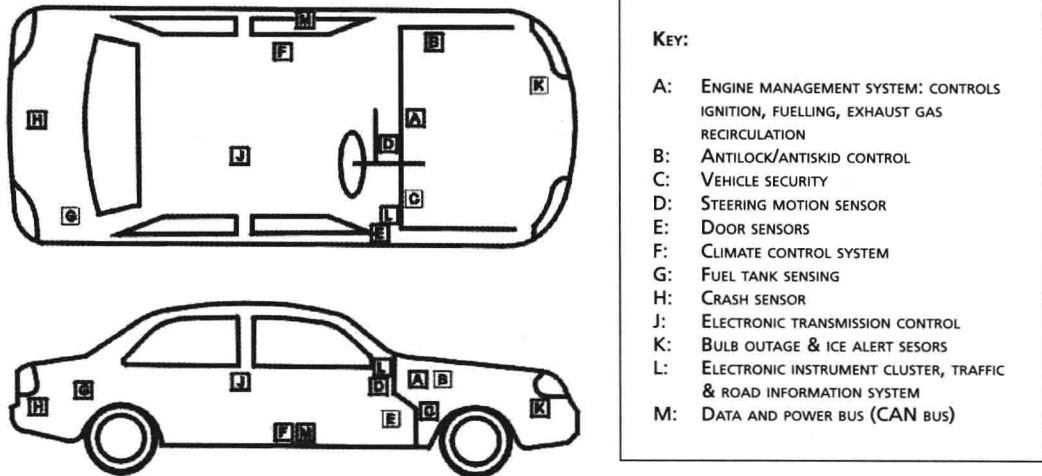 M
F
B
K
H
A
D
J
C
G
L
E
L
J
D
A
B
G
H
C
K
E
F
M
KEY:
A: ENGINE MANAGEMENT SYSTEM: CONTROLS
IGNITION, FUELLING, EXHAUST GAS
RECIRCULATION
B: ANTILOCK/ANTISKID CONTROL
C: VEHICLE SECURITY
D: STEERING MOTION SENSOR
E: DOOR SENSORS
F: CLIMATE CONTROL SYSTEM
G: FUEL TANK SENSING
H: CRASH SENSOR
J: ELECTRONIC TRANSMISSION CONTROL
K: BULB OUTAGE & ICE ALERT SESORS
L: ELECTRONIC INSTRUMENT CLUSTER, TRAFFIC
& ROAD INFORMATION SYSTEM
M: DATA AND POWER BUS (CAN BUS)